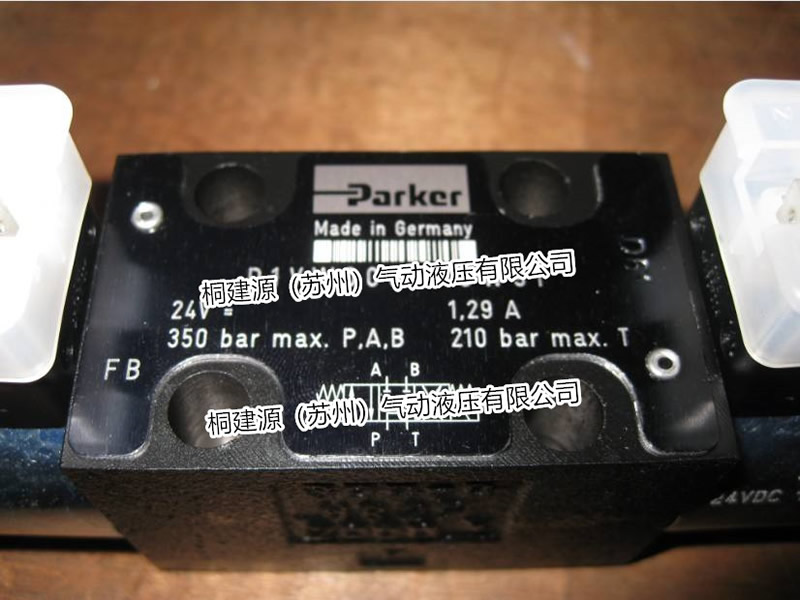 Parker
Made in Germany
桐建源（苏州）气动液压有限公司
24V = 1,29 A
350 bar max. P,A,B 210 bar max. T
FB
A B
桐建源（苏州）气动液压有限公司
P T
24VDC